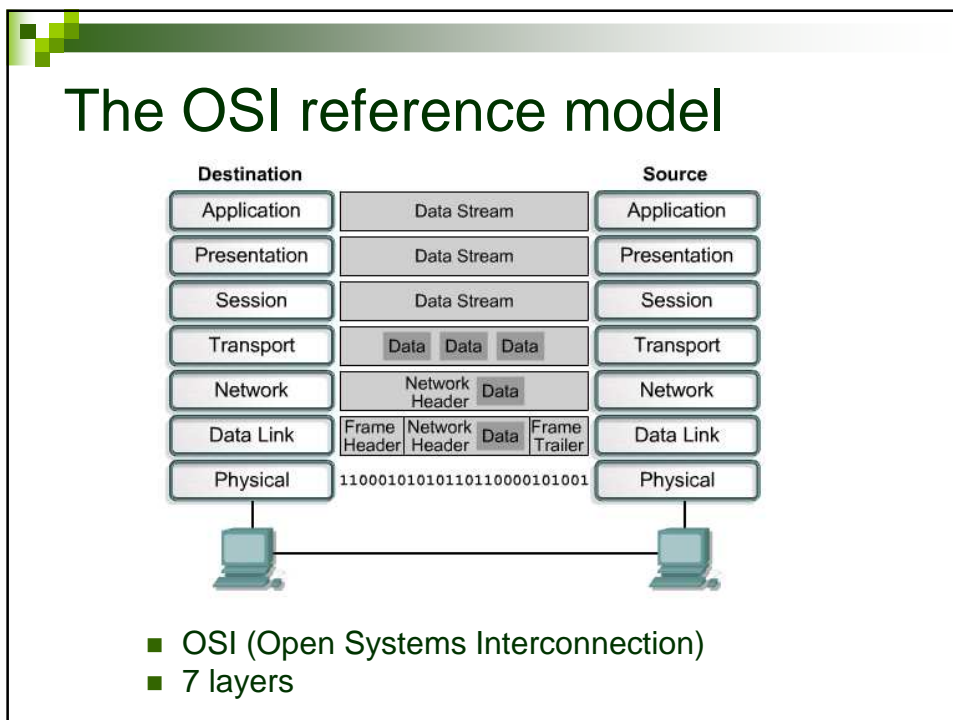 The OSI reference model
Destination Source
Application Data Stream Application
Presentation Data Stream Presentation
Session Data Stream Session
Transport Data Data Data Transport
Network Network Header Data Network
Data Link Frame Header Network Header Data Frame Trailer Data Link
Physical 110001010101101100001010​01 Physical
OSI (Open Systems Interconnection)
7 layers